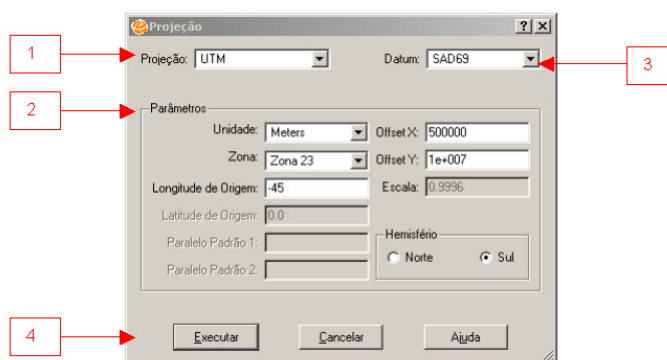 Projeção
1
Projeção: UTM
Datum: SAD69
3
2
Parâmetros
Unidade: Meters
Offset X: 500000
Zona: Zona 23
Offset Y: 1e+007
Longitude de Origem: -45
Escala: 0.9996
Latitude de Origem: 0.0
Paralelo Padrão 1:
Paralelo Padrão 2:
Hemisfério
Norte
Sul
4
Executar
Cancelar
Ajuda